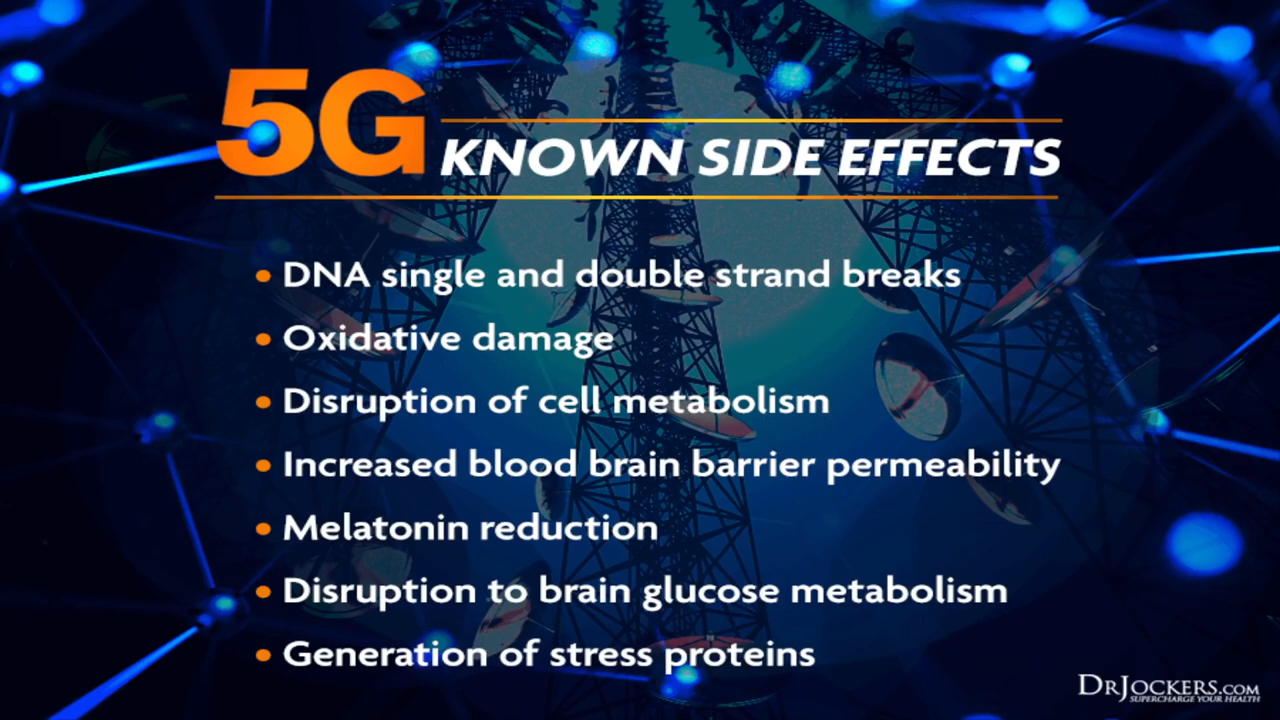 5G KNOWN SIDE EFFECTS
• DNA single and double strand breaks
• Oxidative damage
• Disruption of cell metabolism
• Increased blood brain barrier permeability
• Melatonin reduction
• Disruption to brain glucose metabolism
• Generation of stress proteins
DRJOCKERS.COM
SUPERCHARGE YOUR HEALTH